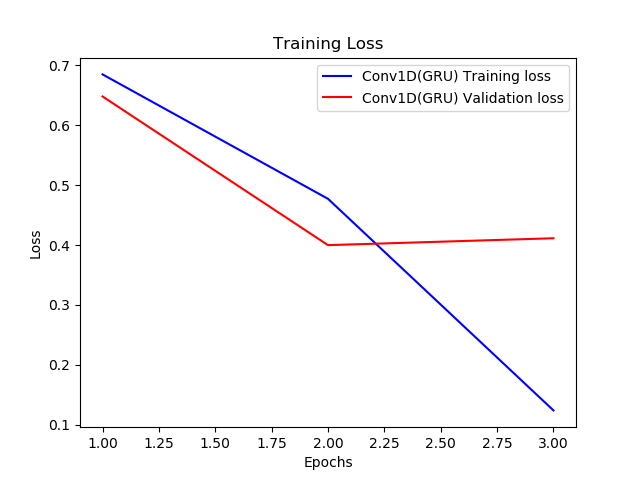 Training Loss
Conv1D(GRU) Training loss
Conv1D(GRU) Validation loss
0.7
0.6
0.5
0.4
0.3
0.2
0.1
Loss
1.00 1.25 1.50 1.75 2.00 2.25 2.50 2.75 3.00
Epochs